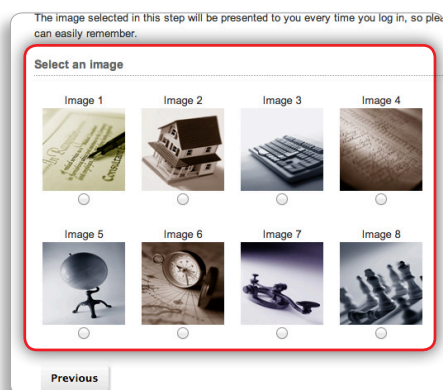 The image selected in this step will be presented to you every time you log in, so
can easily remember.
Select an image
Image 1 Image 2 Image 3 Image 4
Image 5 Image 6 Image 7 Image 8
Previous